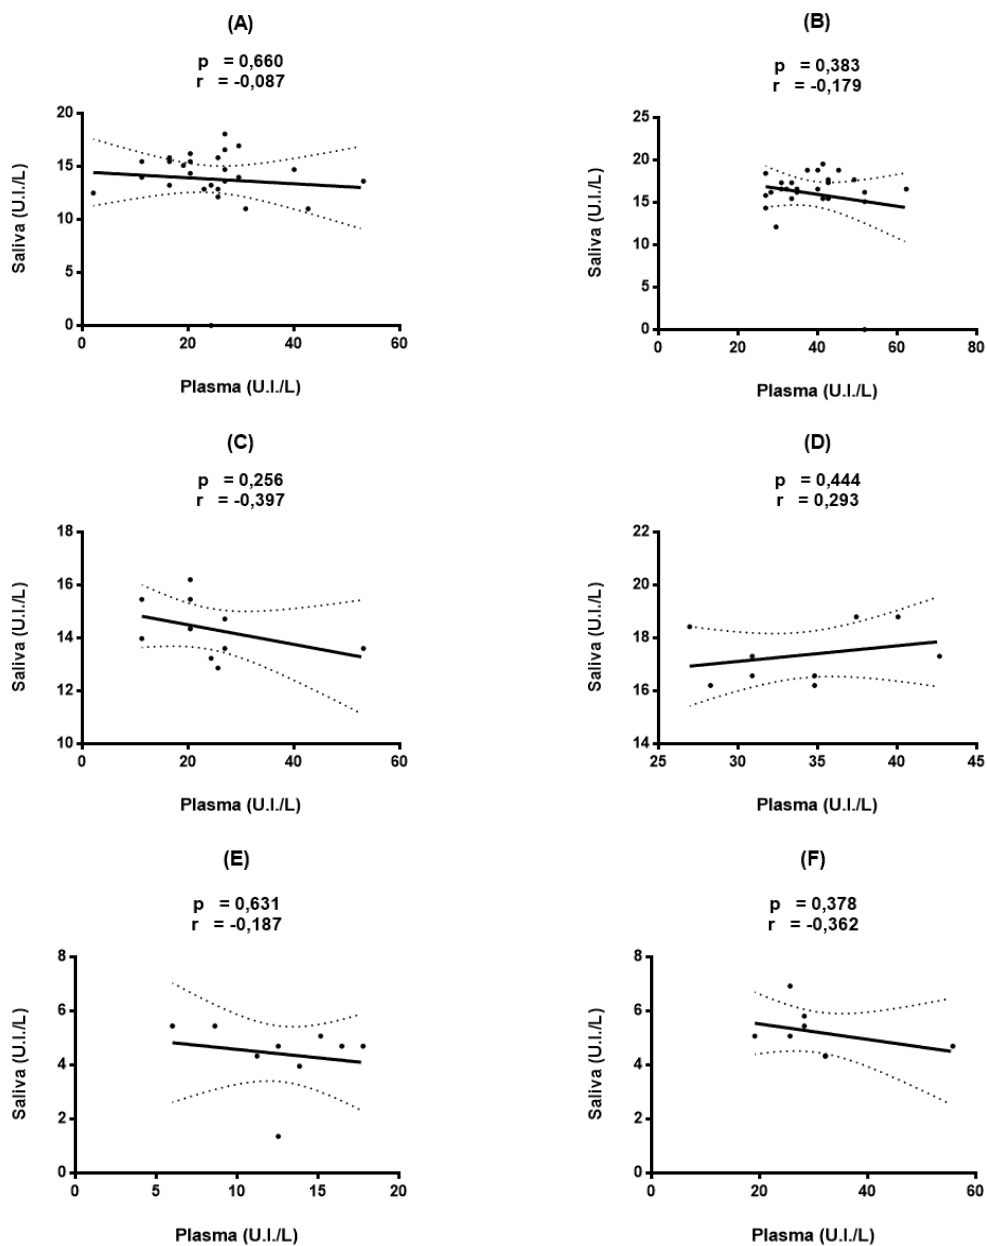 (A)
p = 0,660
r = -0,087
20
15
10
5
0
0 20 40 60
Saliva (U.I./L)
Plasma (U.I./L)
(B)
p = 0,383
r = -0,179
25
20
15
10
5
0
0 20 40 60 80
Saliva (U.I./L)
Plasma (U.I./L)
(C)
p = 0,256
r = -0,397
18
16
14
12
10
0 20 40 60
Saliva (U.I./L)
Plasma (U.I./L)
(D)
p = 0,444
r = 0,293
22
20
18
16
14
25 30 35 40 45
Saliva (U.I./L)
Plasma (U.I./L)
(E)
p = 0,631
r = -0,187
8
6
4
2
0
0 5 10 15 20
Saliva (U.I./L)
Plasma (U.I./L)
(F)
p = 0,378
r = -0,362
8
6
4
2
0
0 20 40 60
Saliva (U.I./L)
Plasma (U.I./L)